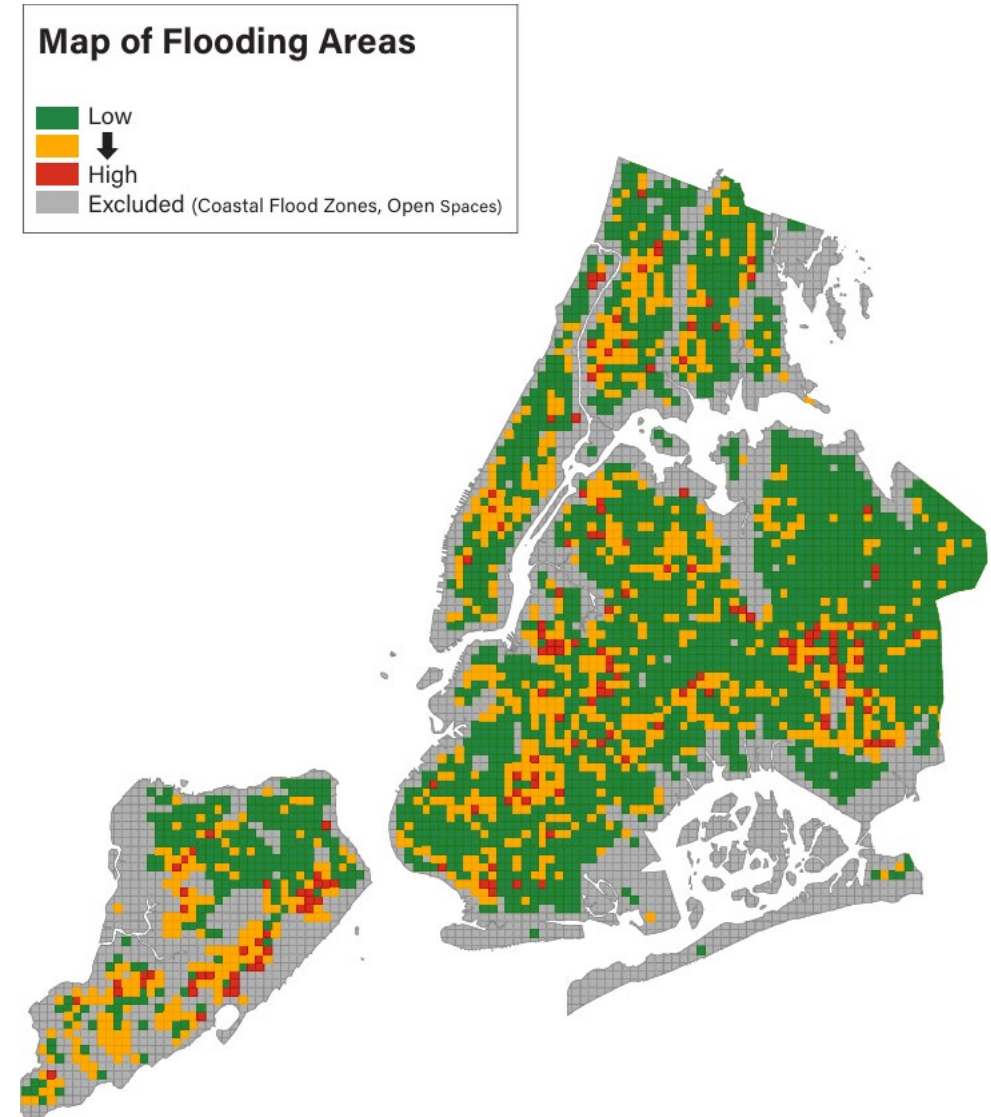 Map of Flooding Areas
Low
High
Excluded (Coastal Flood Zones, Open Spaces)